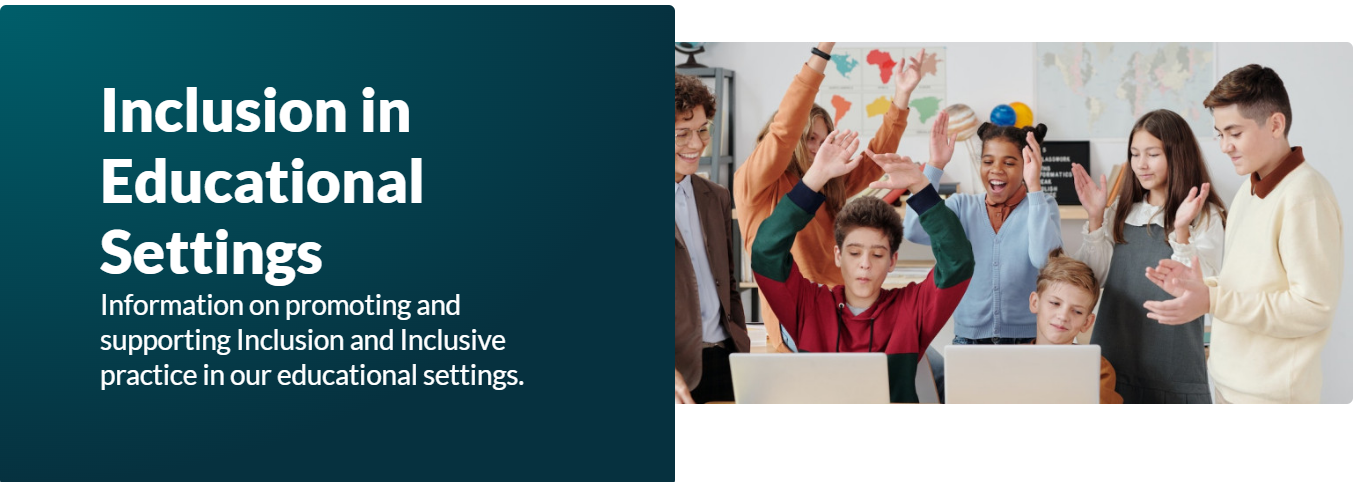 Inclusion in
Educational
Settings
Information on promoting and
supporting Inclusion and Inclusive
practice in our educational settings.